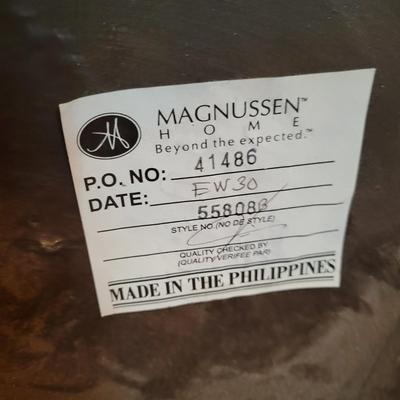 MAGNUSSEN™
HOME
Beyond the expected.™
P.O. NO: 41486
DATE: EW30
55808
STYLE NO.(NO DE STYLE)
QUALITY CHECKED BY
(QUALITY VERIFEE PAR)
MADE IN THE PHILIPPINES